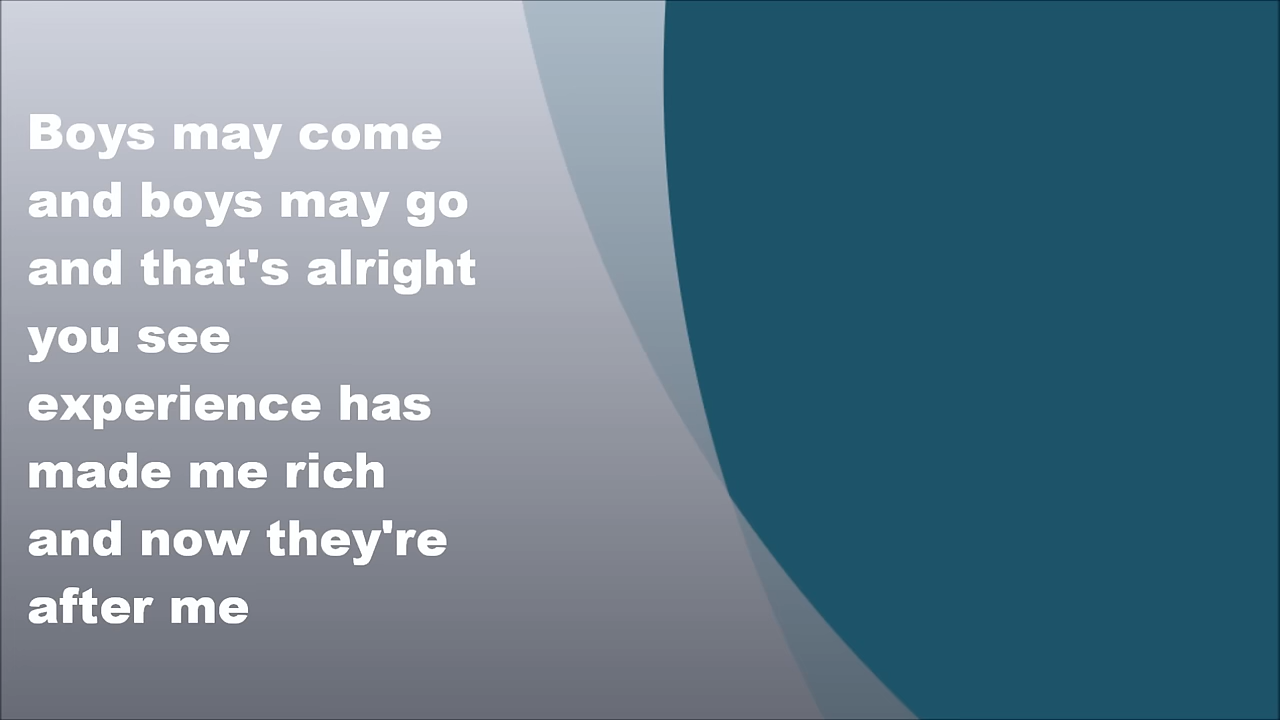 Boys may come
and boys may go
and that's alright
you see
experience has
made me rich
and now they're
after me